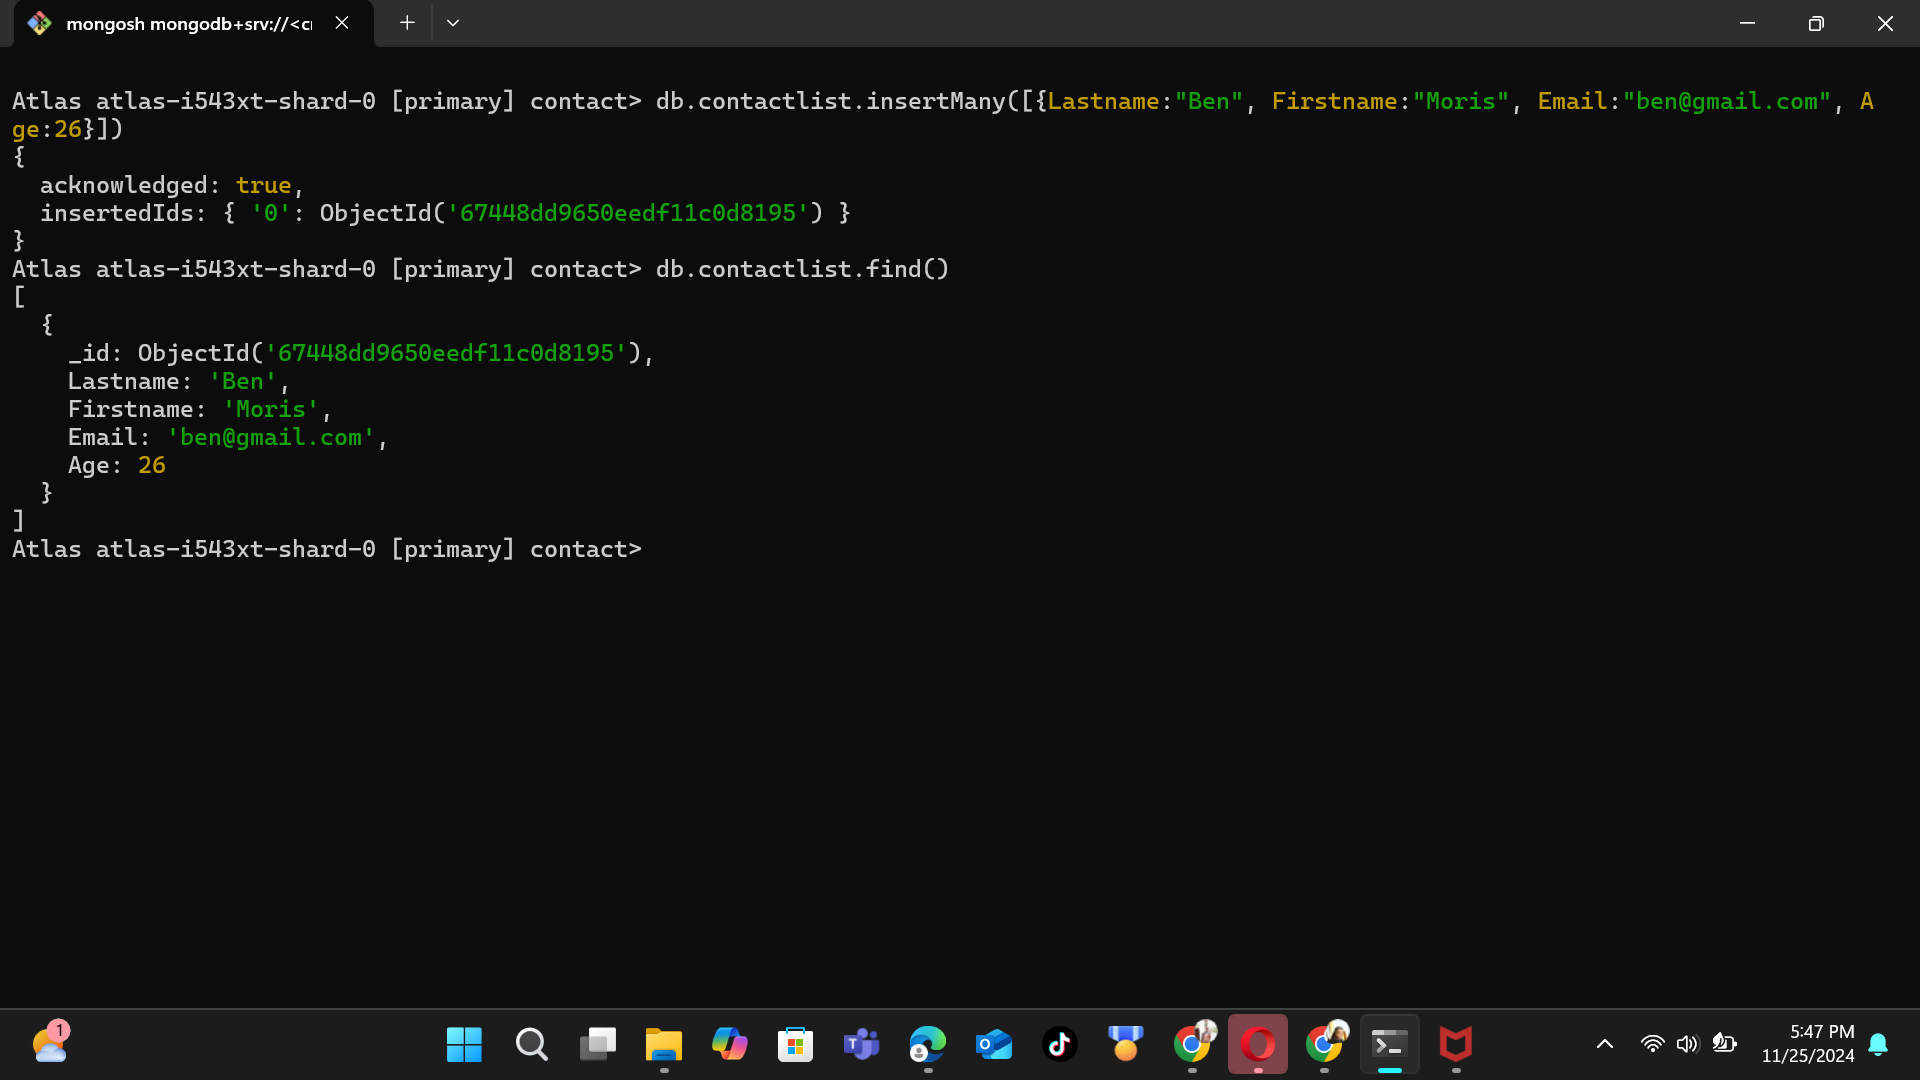 mongosh mongodb+srv://<cr
Atlas atlas-i543xt-shard-0 [primary] contact> db.contactlist.insertMany([{Lastname:"Ben", Firstname:"Moris", Email:"ben@gmail.com", A
ge:26}])
{
  acknowledged: true,
  insertedIds: { '0': ObjectId('67448dd9650eedf11c0d8195') }
}
Atlas atlas-i543xt-shard-0 [primary] contact> db.contactlist.find()
[
  {
    _id: ObjectId('67448dd9650eedf11c0d8195'),
    Lastname: 'Ben',
    Firstname: 'Moris',
    Email: 'ben@gmail.com',
    Age: 26
  }
]
Atlas atlas-i543xt-shard-0 [primary] contact>
1
5:47 PM
11/25/2024